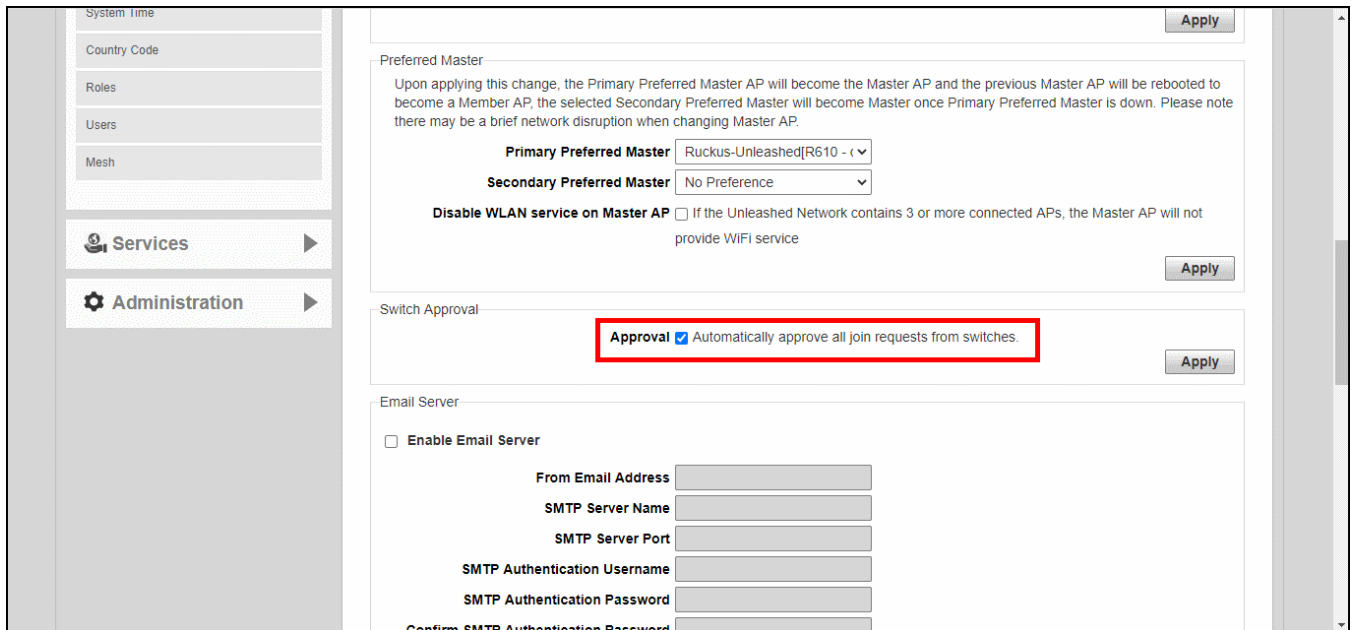 System Time
Country Code
Roles
Users
Mesh
Services
Administration
Apply
Preferred Master
Upon applying this change, the Primary Preferred Master AP will become the Master AP and the previous Master AP will be rebooted to
become a Member AP, the selected Secondary Preferred Master will become Master once Primary Preferred Master is down. Please note
there may be a brief network disruption when changing Master AP.
Primary Preferred Master Ruckus-Unleashed[R610 - (
Secondary Preferred Master No Preference
Disable WLAN service on Master AP If the Unleashed Network contains 3 or more connected APs, the Master AP will not
provide WiFi service
Apply
Switch Approval
Approval Automatically approve all join requests from switches.
Apply
Email Server
Enable Email Server
From Email Address
SMTP Server Name
SMTP Server Port
SMTP Authentication Username
SMTP Authentication Password
Confirm SMTP Authentication Password